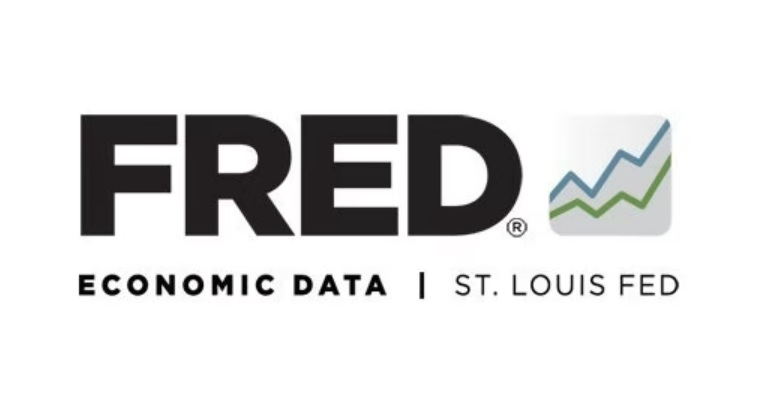 FRED®
ECONOMIC DATA | ST. LOUIS FED